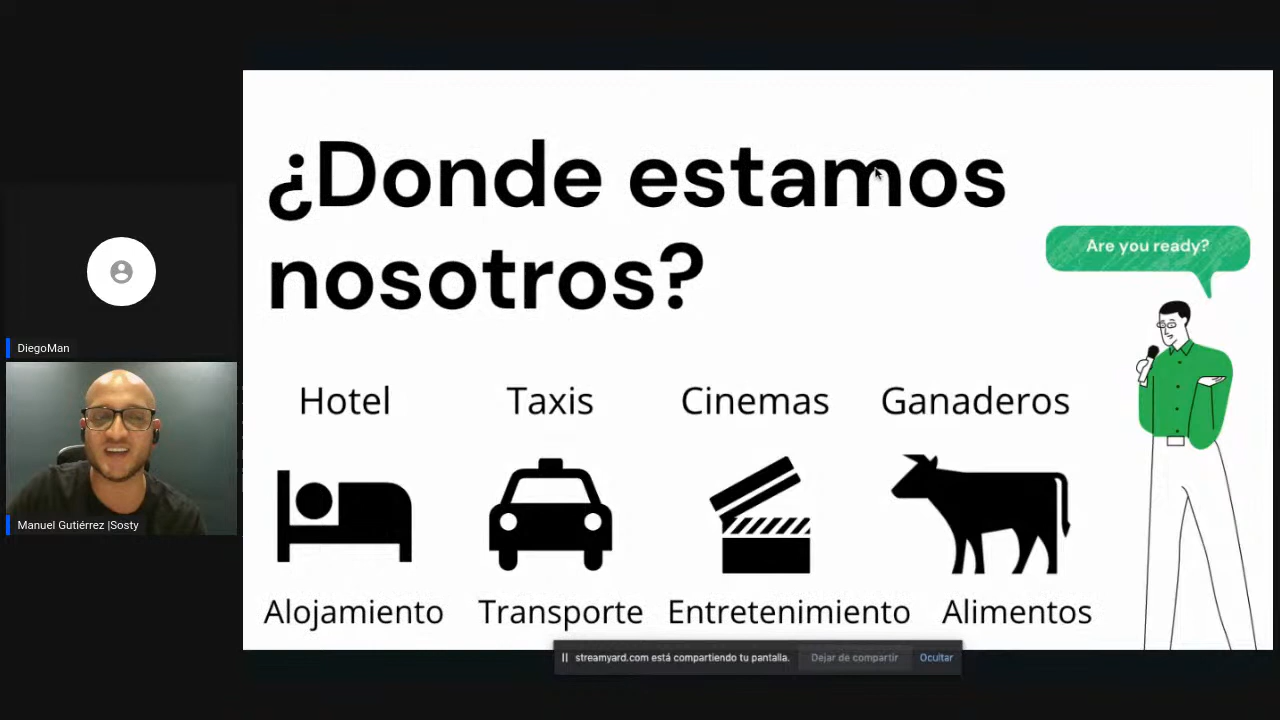 ¿Donde estamos
nosotros?
Are you ready?
Hotel Taxis Cinemas Ganaderos
Alojamiento Transporte Entretenimiento Alimentos
DiegoMan
Manuel Gutiérrez |Sosty
streamyard.com está compartiendo tu pantalla. Dejar de compartir Ocultar